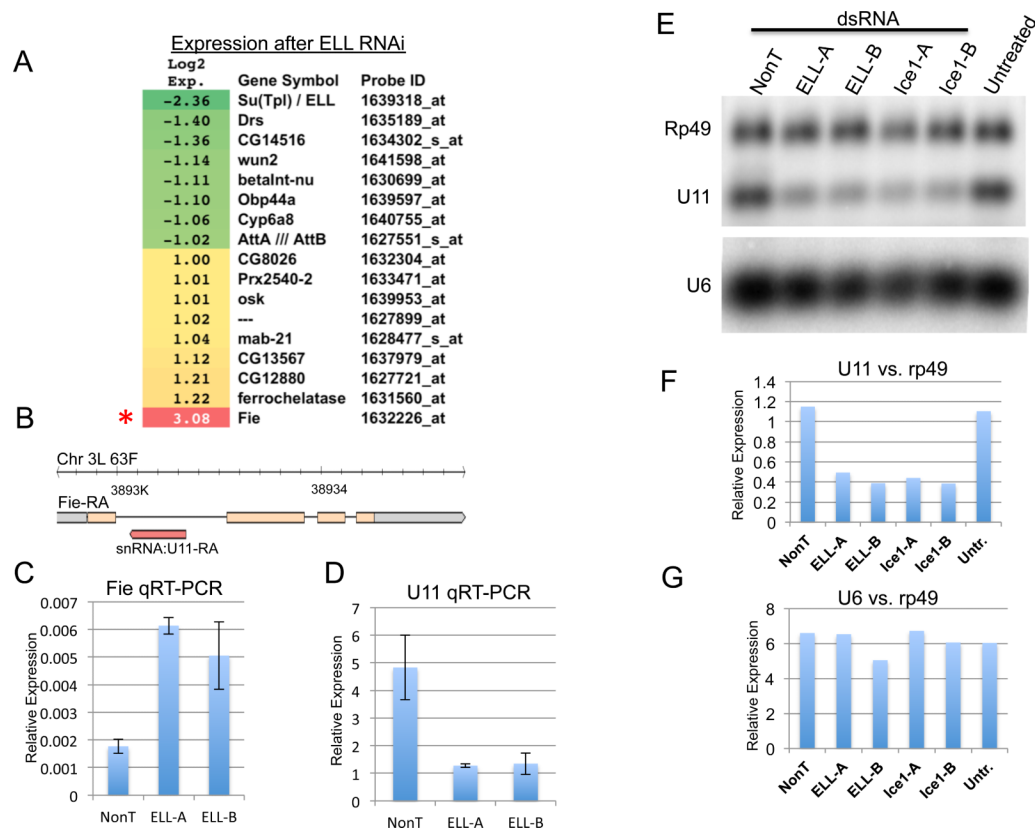 A
Expression after ELL RNAi
Log2
Exp. Gene Symbol Probe ID
-2.36 Su(Tpl) / ELL 1639318_at
-1.40 Drs 1635189_at
-1.36 CG14516 1634302_s_at
-1.14 wun2 1641598_at
-1.11 betaInt-nu 1630699_at
-1.10 Obp44a 1639597_at
-1.06 Cyp6a8 1640755_at
-1.02 AttA /// AttB 1627551_s_at
1.00 CG8026 1632304_at
1.01 Prx2540-2 1633471_at
1.01 osk 1639953_at
1.02 --- 1627899_at
1.04 mab-21 1628477_s_at
1.12 CG13567 1637979_at
1.21 CG12880 1627721_at
1.22 ferrochelatase 1631560_at
* 3.08 Fie 1632226_at
B
Chr 3L 63F
3893K 38934
Fie-RA
snRNA:U11-RA
C
Fie qRT-PCR
Relative Expression
0.007
0.006
0.005
0.004
0.003
0.002
0.001
0
NonT ELL-A ELL-B
D
U11 qRT-PCR
Relative Expression
7
6
5
4
3
2
1
0
NonT ELL-A ELL-B
E
dsRNA
NonT ELL-A ELL-B Ice1-A Ice1-B Untreated
Rp49
U11
U6
F
U11 vs. rp49
Relative Expression
1.4
1.2
1
0.8
0.6
0.4
0.2
0
NonT ELL-A ELL-B Ice1-A Ice1-B Untr.
G
U6 vs. rp49
Relative Expression
8
6
4
2
0
NonT ELL-A ELL-B Ice1-A Ice1-B Untr.